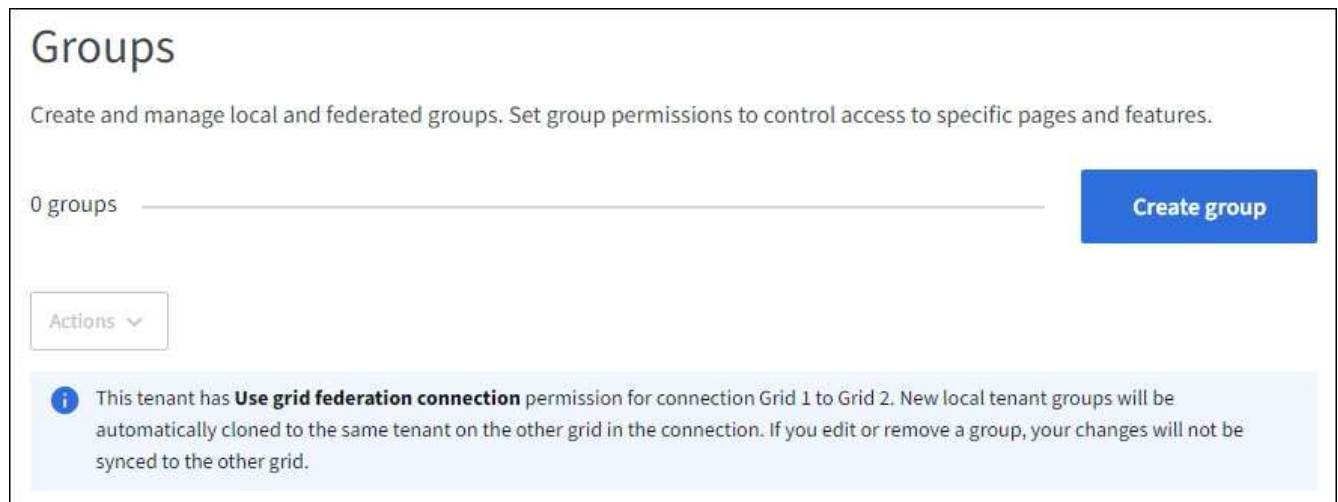 Groups
Create and manage local and federated groups. Set group permissions to control access to specific pages and features.
0 groups
Create group
Actions
This tenant has Use grid federation connection permission for connection Grid 1 to Grid 2. New local tenant groups will be
automatically cloned to the same tenant on the other grid in the connection. If you edit or remove a group, your changes will not be
synced to the other grid.